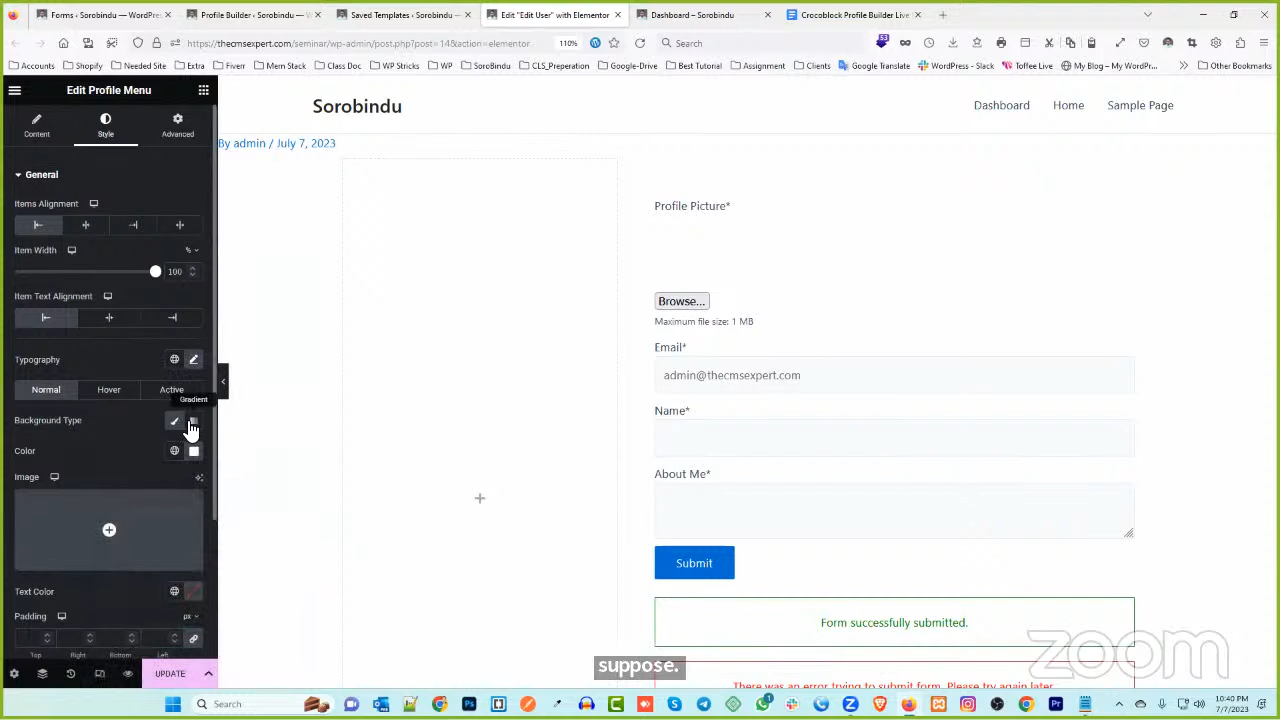 Forms ‹ Sorobindu — WordPres
Profile Builder ‹ Sorobindu — W
Saved Templates ‹ Sorobindu —
Edit "Edit User" with Elementor
Dashboard – Sorobindu
Crocoblock Profile Builder Live
https://thecmsexpert.com/seminar/wp-admin/post.php?post=14&action=elementor
110%
Search
53
Accounts
Shopify
Needed Site
Extra
Fiverr
Mem Stack
Class Doc
WP Stricks
WP
SoroBindu
CLS_Preperation
Google-Drive
Best Tutorial
Assignment
Clients
Google Translate
WordPress - Slack
Toffee Live
My Blog – My WordPr...
Other Bookmarks
Edit Profile Menu
Content
Style
Advanced
General
Items Alignment
Item Width
%
100
Item Text Alignment
Typography
Normal
Hover
Active
Gradient
Background Type
Color
Image
Text Color
Padding
px
Top
Right
Bottom
Left
UPDATE
Sorobindu
Dashboard
Home
Sample Page
By admin / July 7, 2023
Profile Picture*
Browse...
Maximum file size: 1 MB
Email*
admin@thecmsexpert.com
Name*
About Me*
Submit
Form successfully submitted.
There was an error trying to submit form. Please try again later.
suppose.
zoom
Search
10:40 PM
7/7/2023